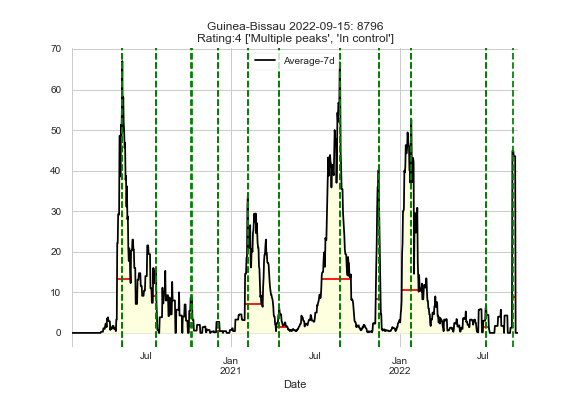 Guinea-Bissau 2022-09-15: 8796
Rating:4 ['Multiple peaks', 'In control']
Average-7d
70
60
50
40
30
20
10
0
Jul
Jan
2021
Jul
Jan
2022
Jul
Date